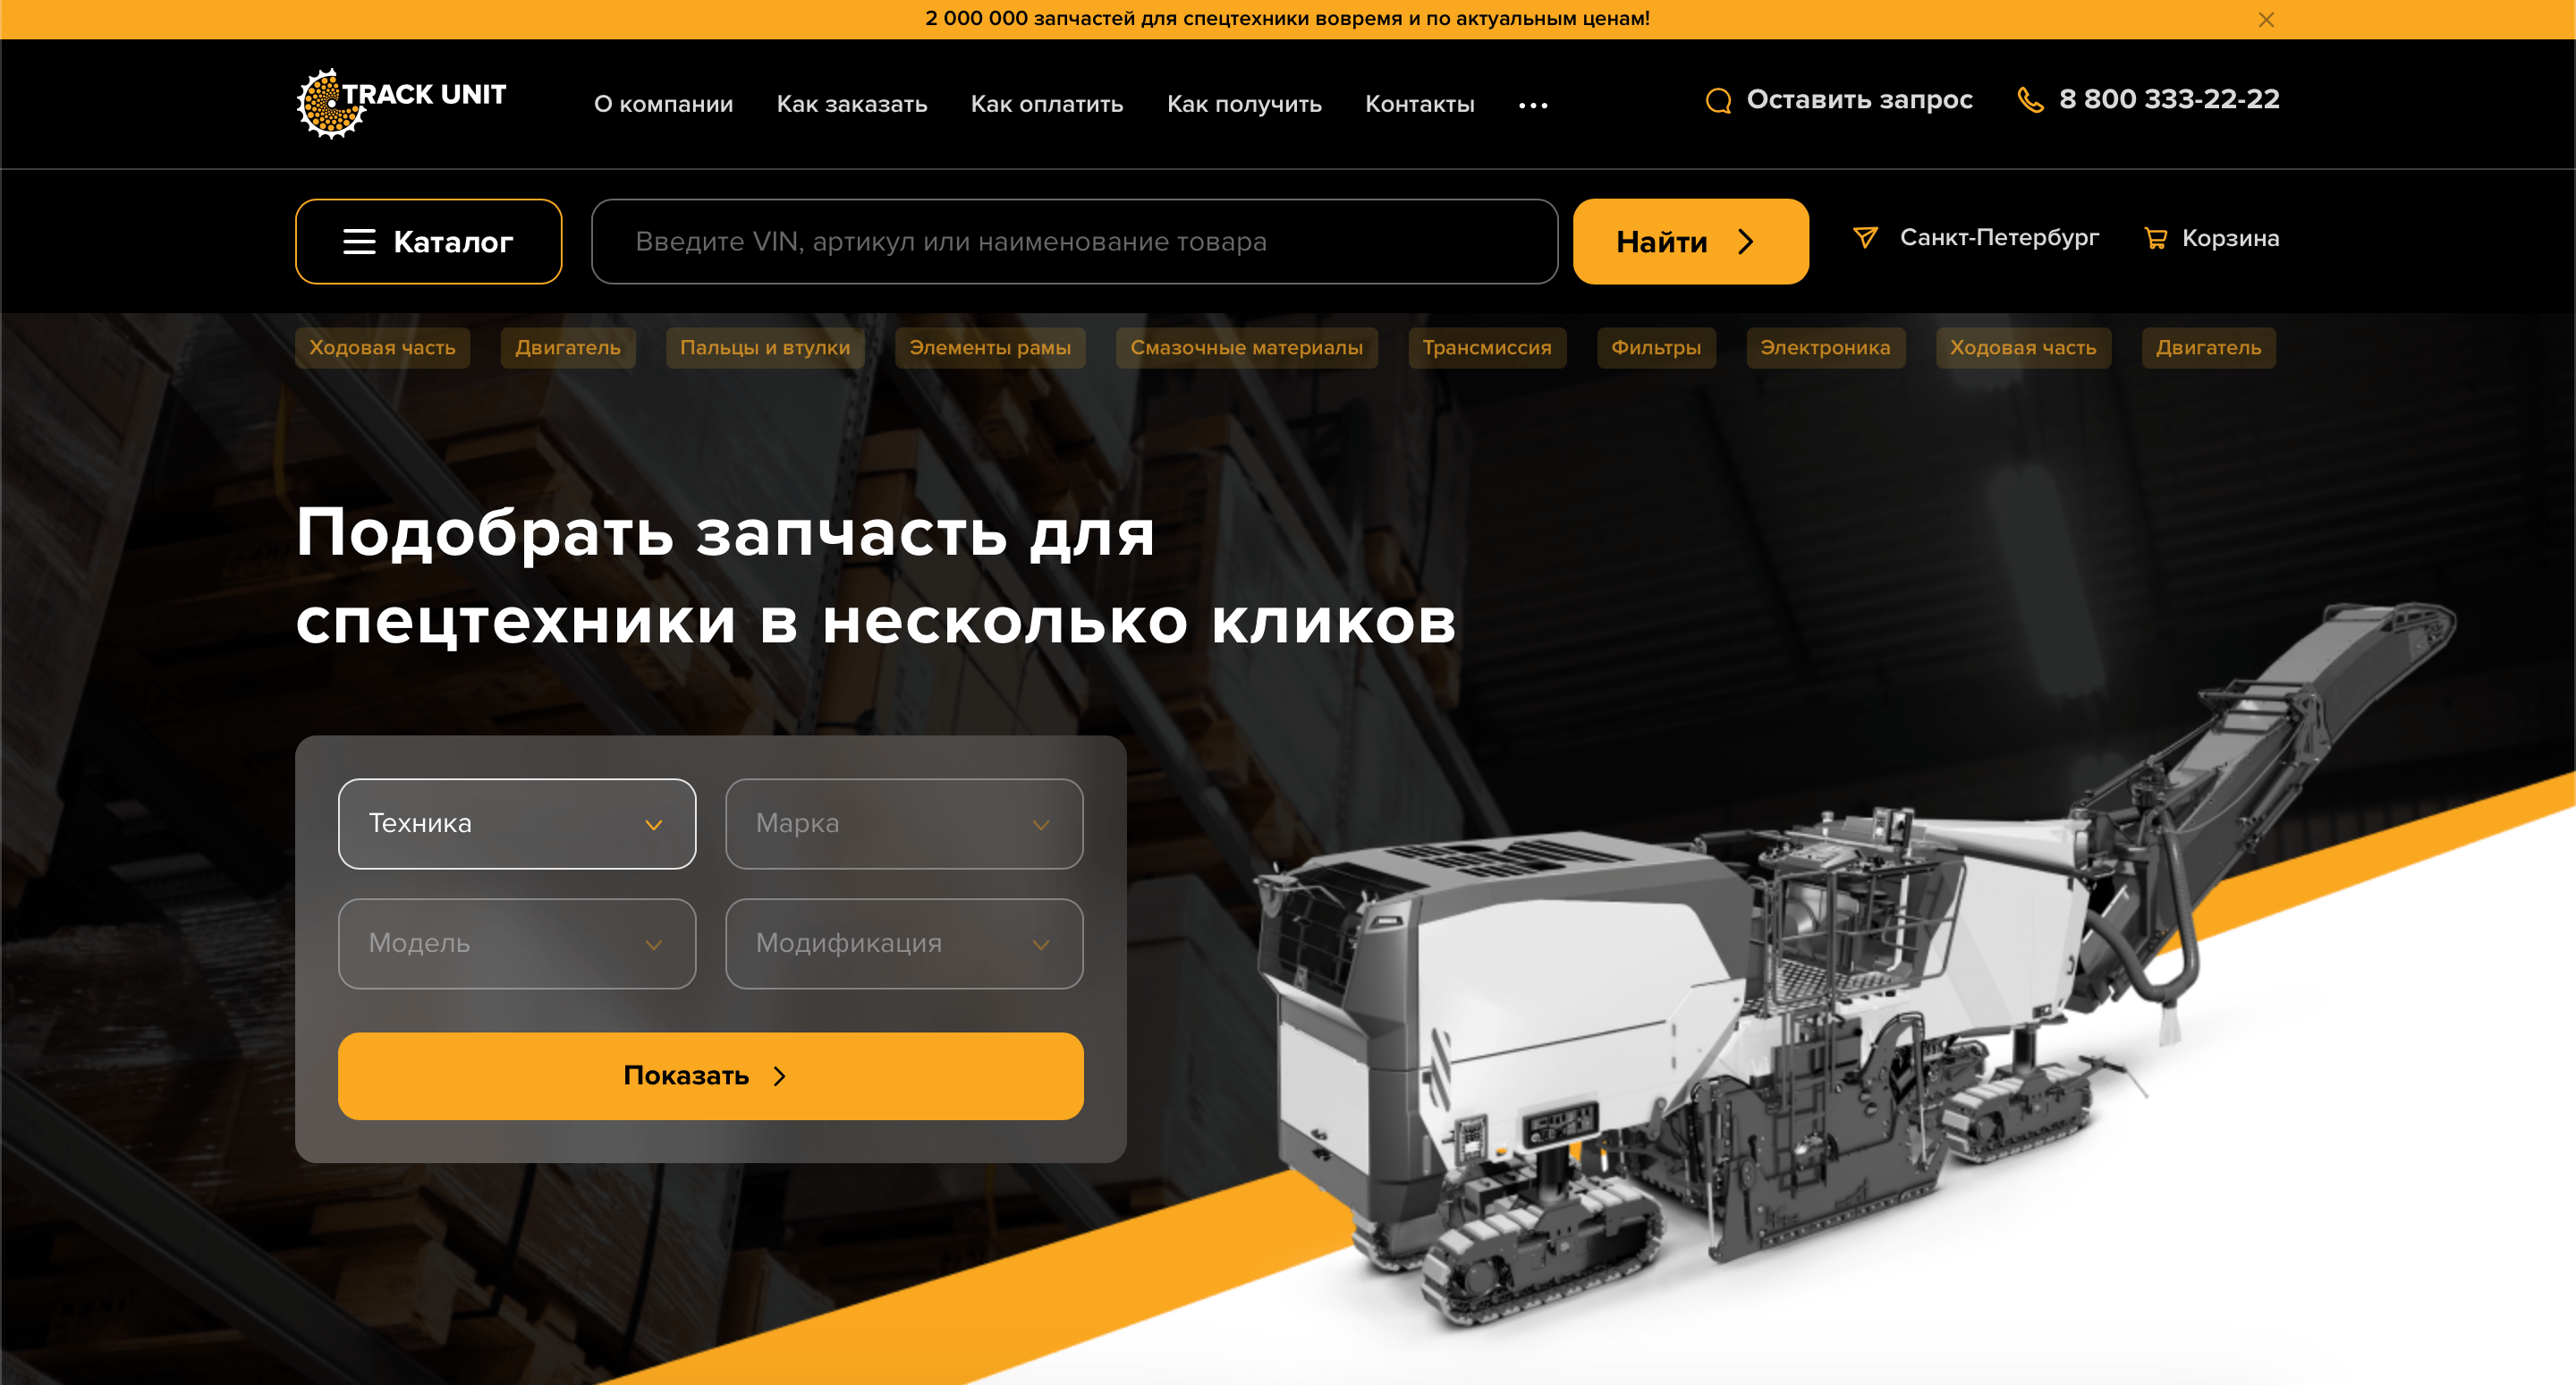 2 000 000 запчастей для спецтехники вовремя и по актуальным ценам!
TRACK UNIT
О компании
Как заказать
Как оплатить
Как получить
Контакты
Оставить запрос
8 800 333-22-22
Каталог
Введите VIN, артикул или наименование товара
Найти
Санкт-Петербург
Корзина
Ходовая часть
Двигатель
Пальцы и втулки
Элементы рамы
Смазочные материалы
Трансмиссия
Фильтры
Электроника
Ходовая часть
Двигатель
Подобрать запчасть для
спецтехники в несколько кликов
Техника
Марка
Модель
Модификация
Показать